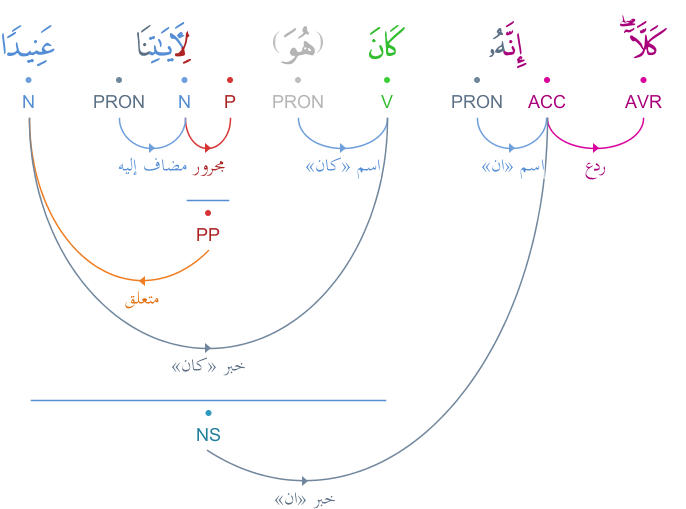 كَلَّآ ۖ إِنَّهُۥ كَانَ (هُوَ) لِـَٔايَـٰتِنَا عَنِيدًا
AVR ACC PRON V PRON P N PRON N
ردع اسم «ان» اسم «كان» مجرور مضاف إليه
PP
متعلق
خبر «كان»
NS
خبر «ان»